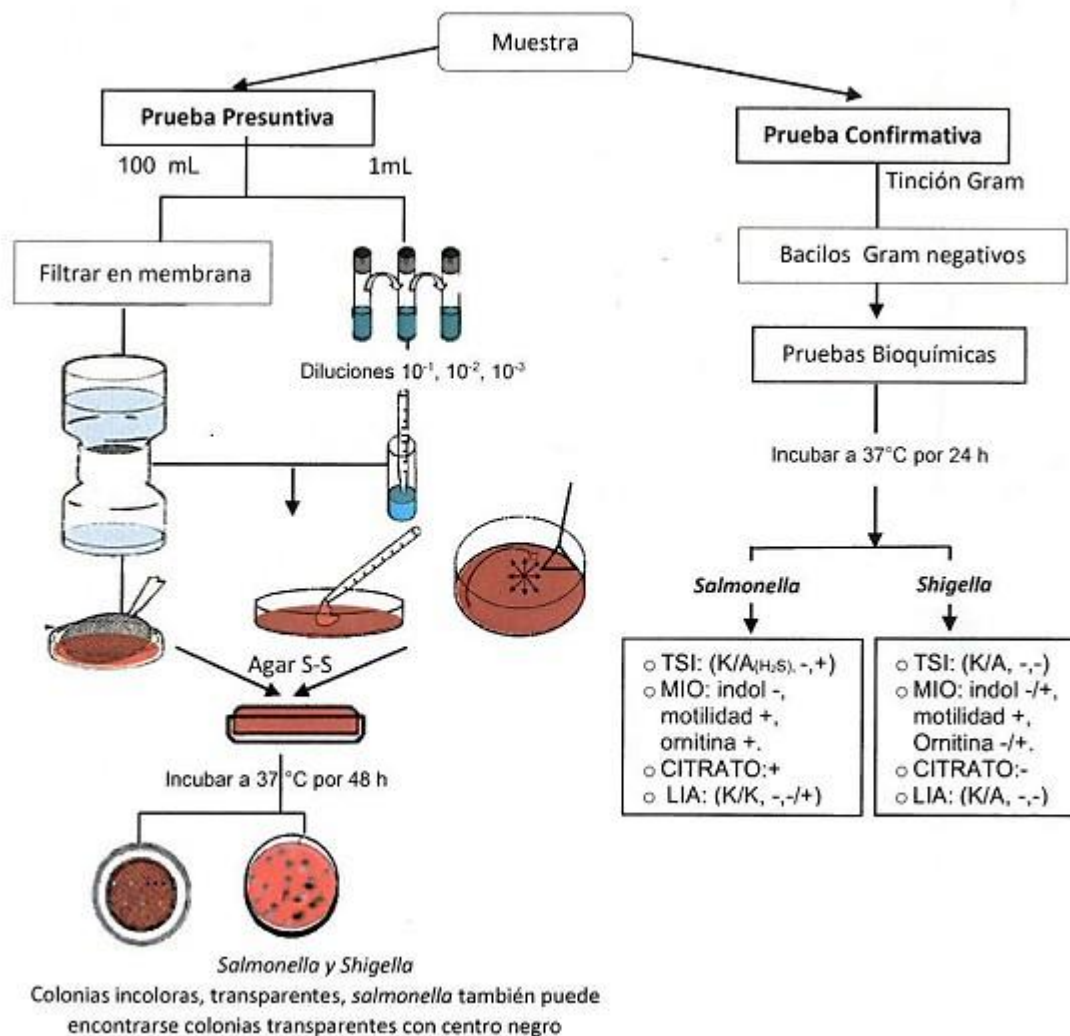 Muestra
Prueba Presuntiva
100 mL
1mL
Filtrar en membrana
Diluciones 10⁻¹, 10⁻², 10⁻³
Agar S-S
Incubar a 37 °C por 48 h
Salmonella y Shigella
Colonias incoloras, transparentes, salmonella también puede
encontrarse colonias transparentes con centro negro
Prueba Confirmativa
Tinción Gram
Bacilos Gram negativos
Pruebas Bioquímicas
Incubar a 37°C por 24 h
Salmonella
○ TSI: (K/A(H₂S), -,+)
○ MIO: indol -,
motilidad +,
ornitina +.
○ CITRATO:+
○ LIA: (K/K, -,-/+)
Shigella
○ TSI: (K/A, -,-)
○ MIO: indol -/+,
motilidad +,
Ornitina -/+.
○ CITRATO:-
○ LIA: (K/A, -,-)